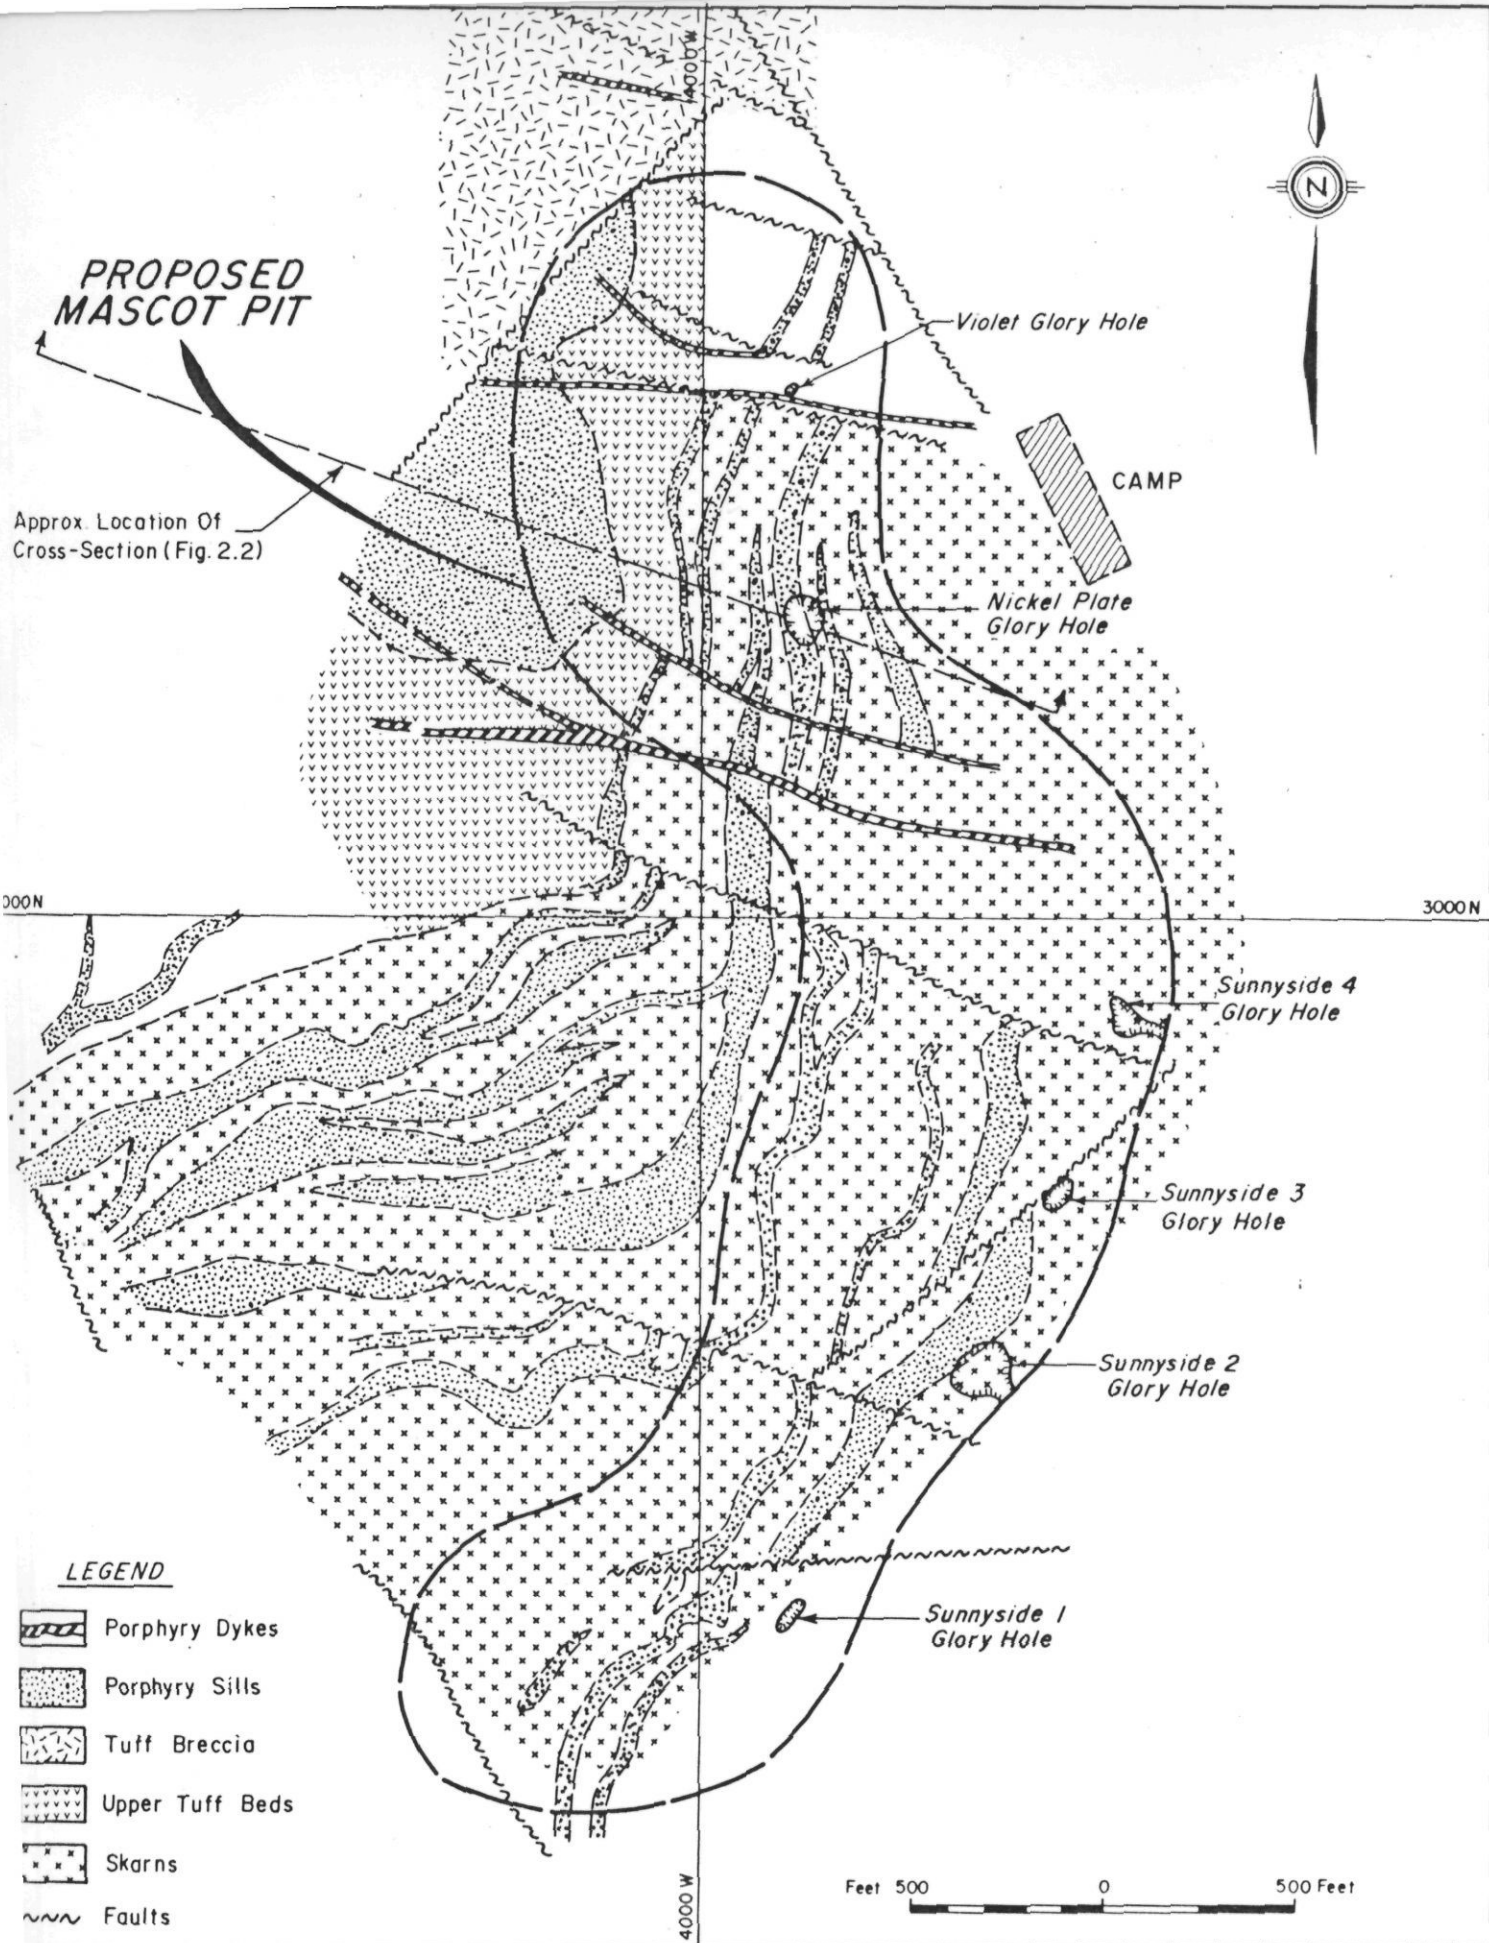 4000 W
N
PROPOSED
MASCOT PIT
Violet Glory Hole
CAMP
Approx. Location Of
Cross-Section (Fig. 2.2)
Nickel Plate
Glory Hole
000N
3000 N
Sunnyside 4
Glory Hole
Sunnyside 3
Glory Hole
Sunnyside 2
Glory Hole
Sunnyside 1
Glory Hole
LEGEND
Porphyry Dykes
Porphyry Sills
Tuff Breccia
Upper Tuff Beds
Skarns
Faults
4000 W
Feet 500 0 500 Feet